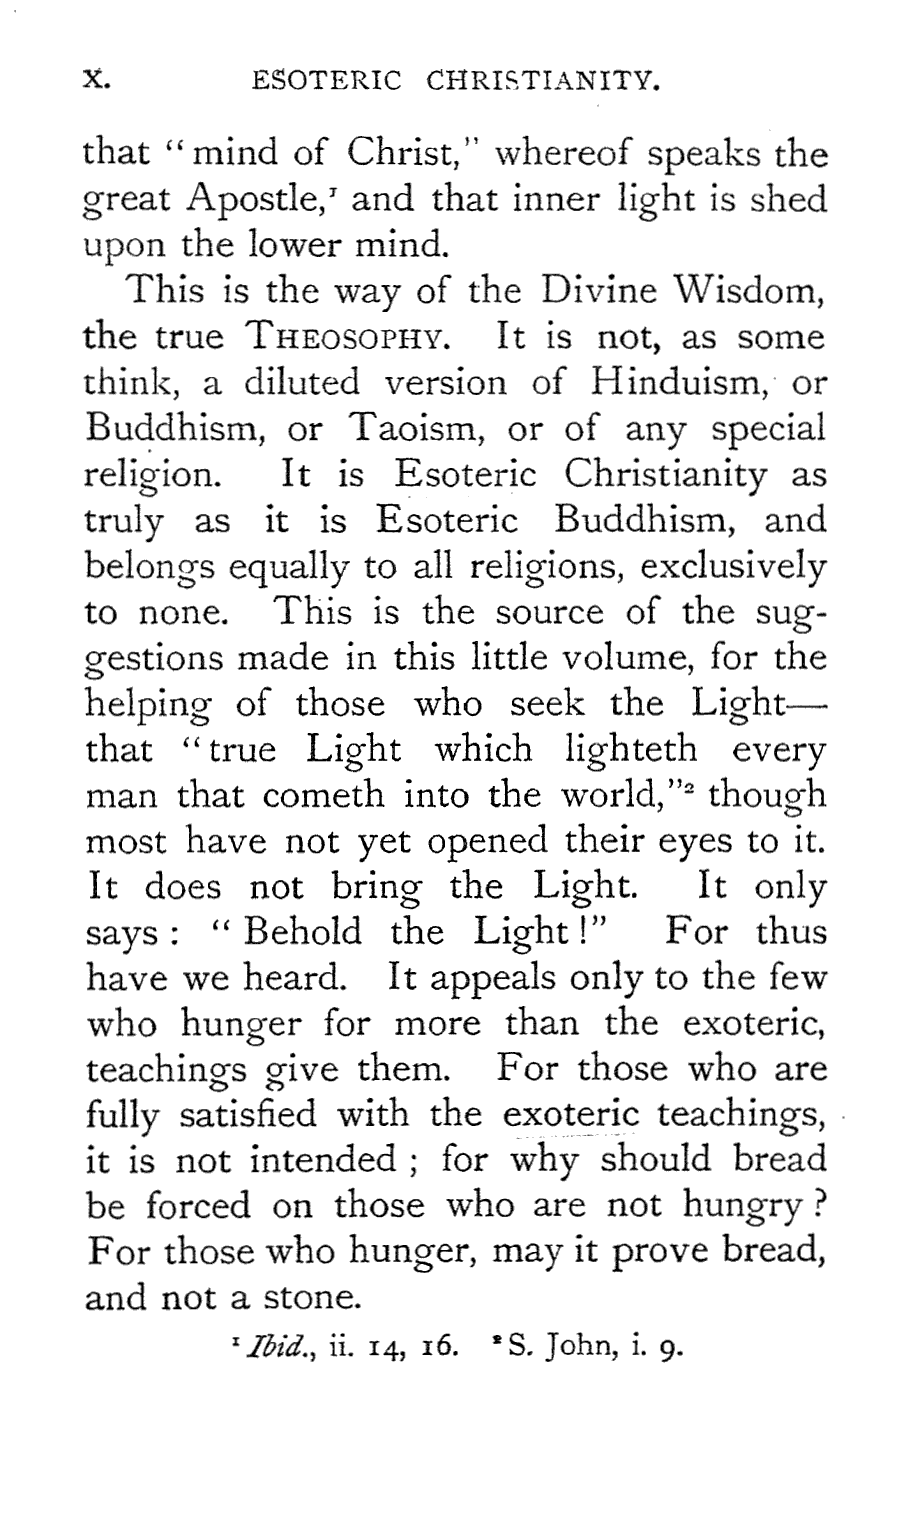 x. ESOTERIC CHRISTIANITY.
that “mind of Christ,” whereof speaks the
great Apostle,¹ and that inner light is shed
upon the lower mind.
This is the way of the Divine Wisdom,
the true THEOSOPHY. It is not, as some
think, a diluted version of Hinduism, or
Buddhism, or Taoism, or of any special
religion. It is Esoteric Christianity as
truly as it is Esoteric Buddhism, and
belongs equally to all religions, exclusively
to none. This is the source of the sug-
gestions made in this little volume, for the
helping of those who seek the Light—
that “true Light which lighteth every
man that cometh into the world,”² though
most have not yet opened their eyes to it.
It does not bring the Light. It only
says : “Behold the Light !” For thus
have we heard. It appeals only to the few
who hunger for more than the exoteric,
teachings give them. For those who are
fully satisfied with the exoteric teachings,
it is not intended ; for why should bread
be forced on those who are not hungry ?
For those who hunger, may it prove bread,
and not a stone.
¹ Ibid., ii. 14, 16. ² S. John, i. 9.